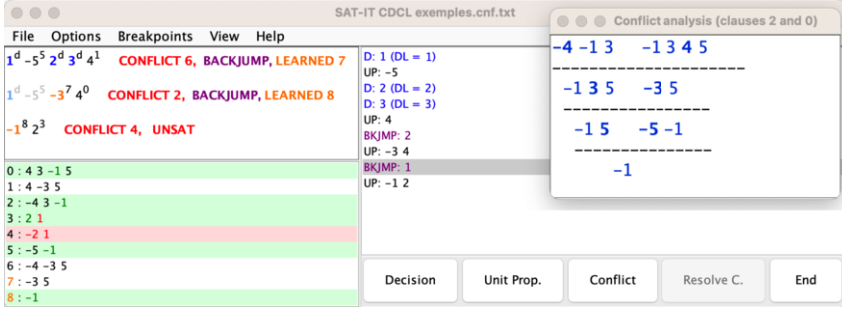 SAT-IT CDCL exemples.cnf.txt
File Options Breakpoints View Help
1d -5⁵ 2d 3d 4¹ CONFLICT 6, BACKJUMP, LEARNED 7
1d -5⁵ -3⁷ 4⁰ CONFLICT 2, BACKJUMP, LEARNED 8
-1⁸ 2³ CONFLICT 4, UNSAT
0 : 4 3 -1 5
1 : 4 -3 5
2 : -4 3 -1
3 : 2 1
4 : -2 1
5 : -5 -1
6 : -4 -3 5
7 : -3 5
8 : -1
D: 1 (DL = 1)
UP: -5
D: 2 (DL = 2)
D: 3 (DL = 3)
UP: 4
BKJMP: 2
UP: -3 4
BKJMP: 1
UP: -1 2
Decision Unit Prop. Conflict Resolve C. End
Conflict analysis (clauses 2 and 0)
-4 -1 3 -1 3 4 5
---------------------
-1 3 5 -3 5
----------------
-1 5 -5 -1
---------------
-1